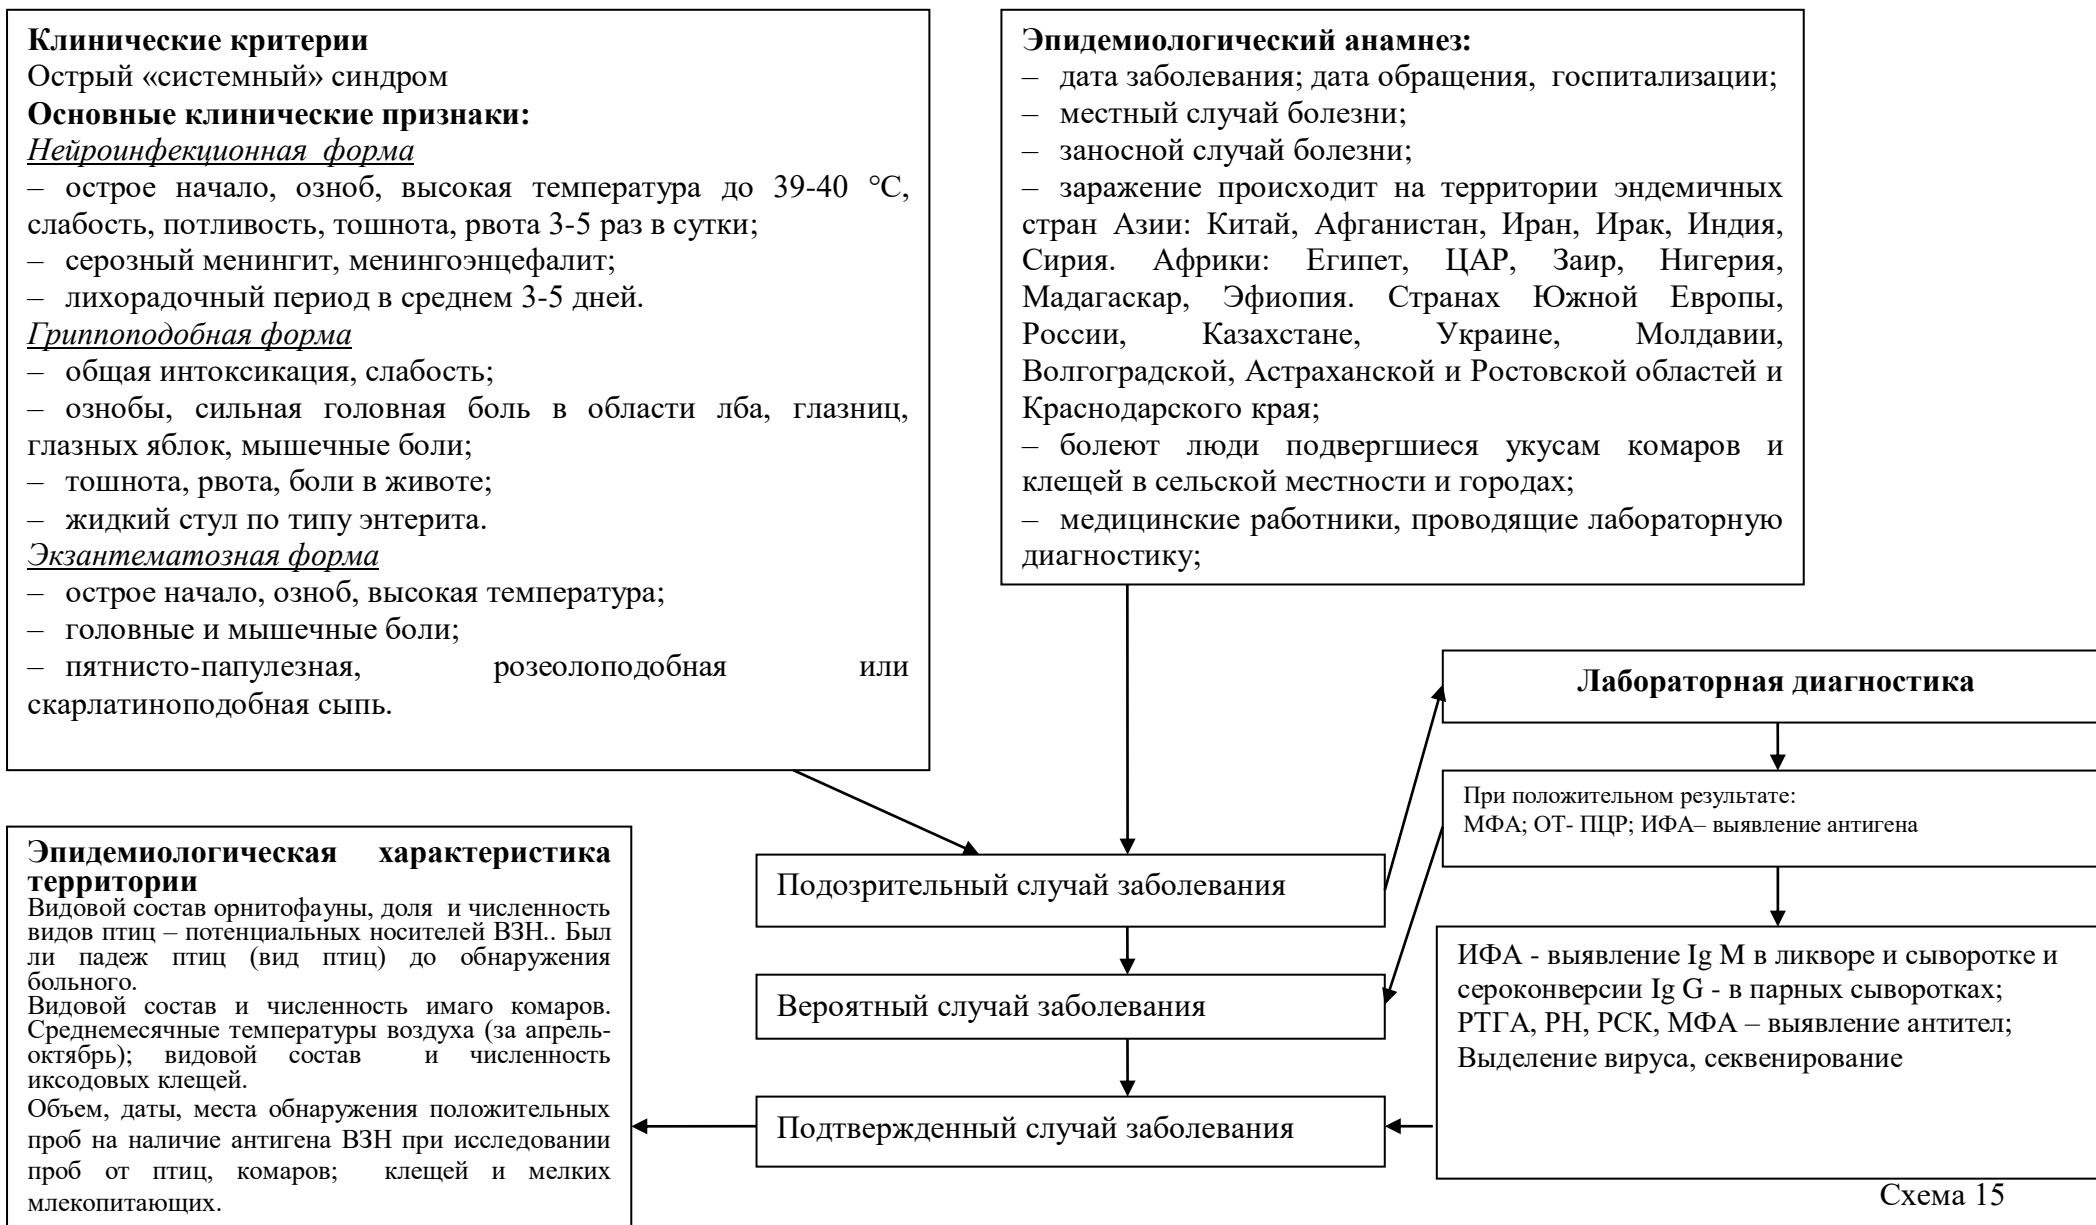 Клинические критерии
Острый «системный» синдром
Основные клинические признаки:
Нейроинфекционная форма
– острое начало, озноб, высокая температура до 39-40 °С,
слабость, потливость, тошнота, рвота 3-5 раз в сутки;
– серозный менингит, менингоэнцефалит;
– лихорадочный период в среднем 3-5 дней.
Гриппоподобная форма
– общая интоксикация, слабость;
– ознобы, сильная головная боль в области лба, глазниц,
глазных яблок, мышечные боли;
– тошнота, рвота, боли в животе;
– жидкий стул по типу энтерита.
Экзантематозная форма
– острое начало, озноб, высокая температура;
– головные и мышечные боли;
– пятнисто-папулезная, розеолоподобная или
скарлатиноподобная сыпь.
Эпидемиологический анамнез:
– дата заболевания; дата обращения, госпитализации;
– местный случай болезни;
– заносной случай болезни;
– заражение происходит на территории эндемичных
стран Азии: Китай, Афганистан, Иран, Ирак, Индия,
Сирия. Африки: Египет, ЦАР, Заир, Нигерия,
Мадагаскар, Эфиопия. Странах Южной Европы,
России, Казахстане, Украине, Молдавии,
Волгоградской, Астраханской и Ростовской областей и
Краснодарского края;
– болеют люди подвергшиеся укусам комаров и
клещей в сельской местности и городах;
– медицинские работники, проводящие лабораторную
диагностику;
Лабораторная диагностика
При положительном результате:
МФА; ОТ- ПЦР; ИФА– выявление антигена
Эпидемиологическая характеристика
территории
Видовой состав орнитофауны, доля и численность
видов птиц – потенциальных носителей ВЗН.. Был
ли падеж птиц (вид птиц) до обнаружения
больного.
Видовой состав и численность имаго комаров.
Среднемесячные температуры воздуха (за апрель-
октябрь); видовой состав и численность
иксодовых клещей.
Объем, даты, места обнаружения положительных
проб на наличие антигена ВЗН при исследовании
проб от птиц, комаров; клещей и мелких
млекопитающих.
Подозрительный случай заболевания
Вероятный случай заболевания
Подтвержденный случай заболевания
ИФА - выявление Ig M в ликворе и сыворотке и
сероконверсии Ig G - в парных сыворотках;
РТГА, РН, РСК, МФА – выявление антител;
Выделение вируса, секвенирование
Схема 15